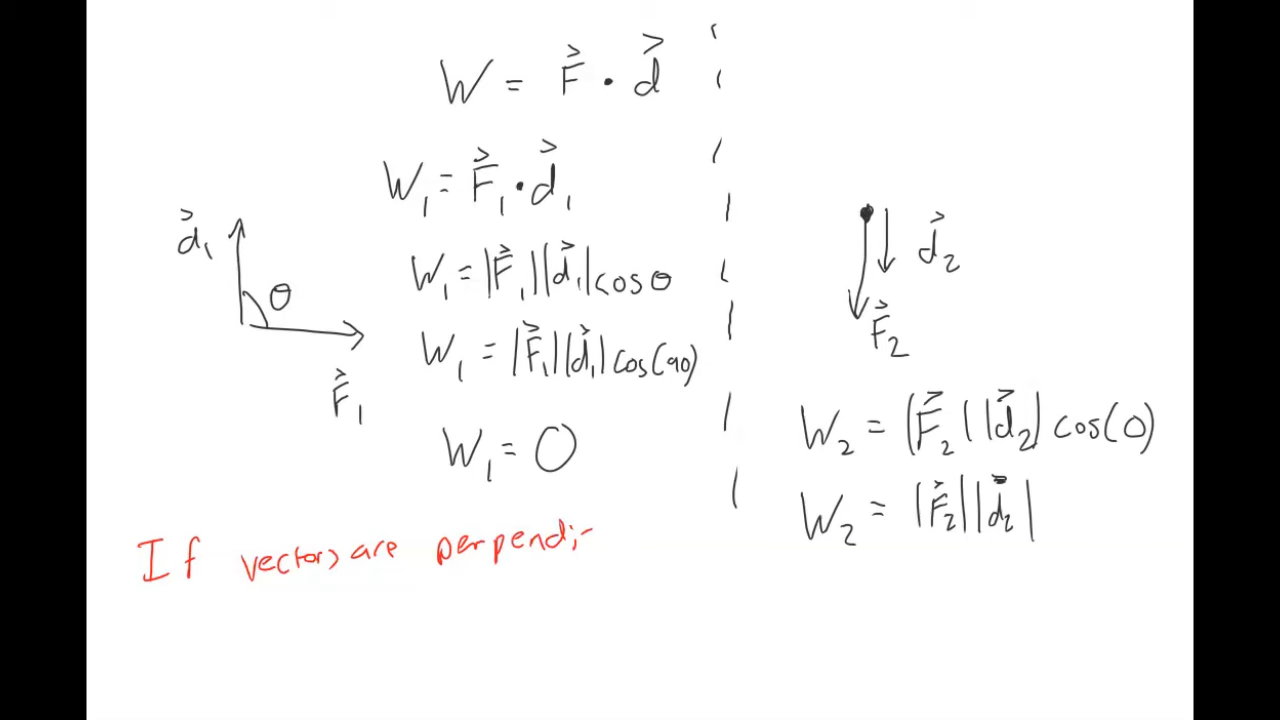 W = F⃗ · d⃗
W₁ = F⃗₁ · d⃗₁
d⃗₁
θ
F⃗₁
W₁ = |F⃗₁||d⃗₁|cosθ
W₁ = |F⃗₁||d⃗₁|cos(90)
W₁ = 0
d⃗₂
F⃗₂
W₂ = |F⃗₂||d⃗₂|cos(0)
W₂ = |F⃗₂||d⃗₂|
If vectors are perpendi-